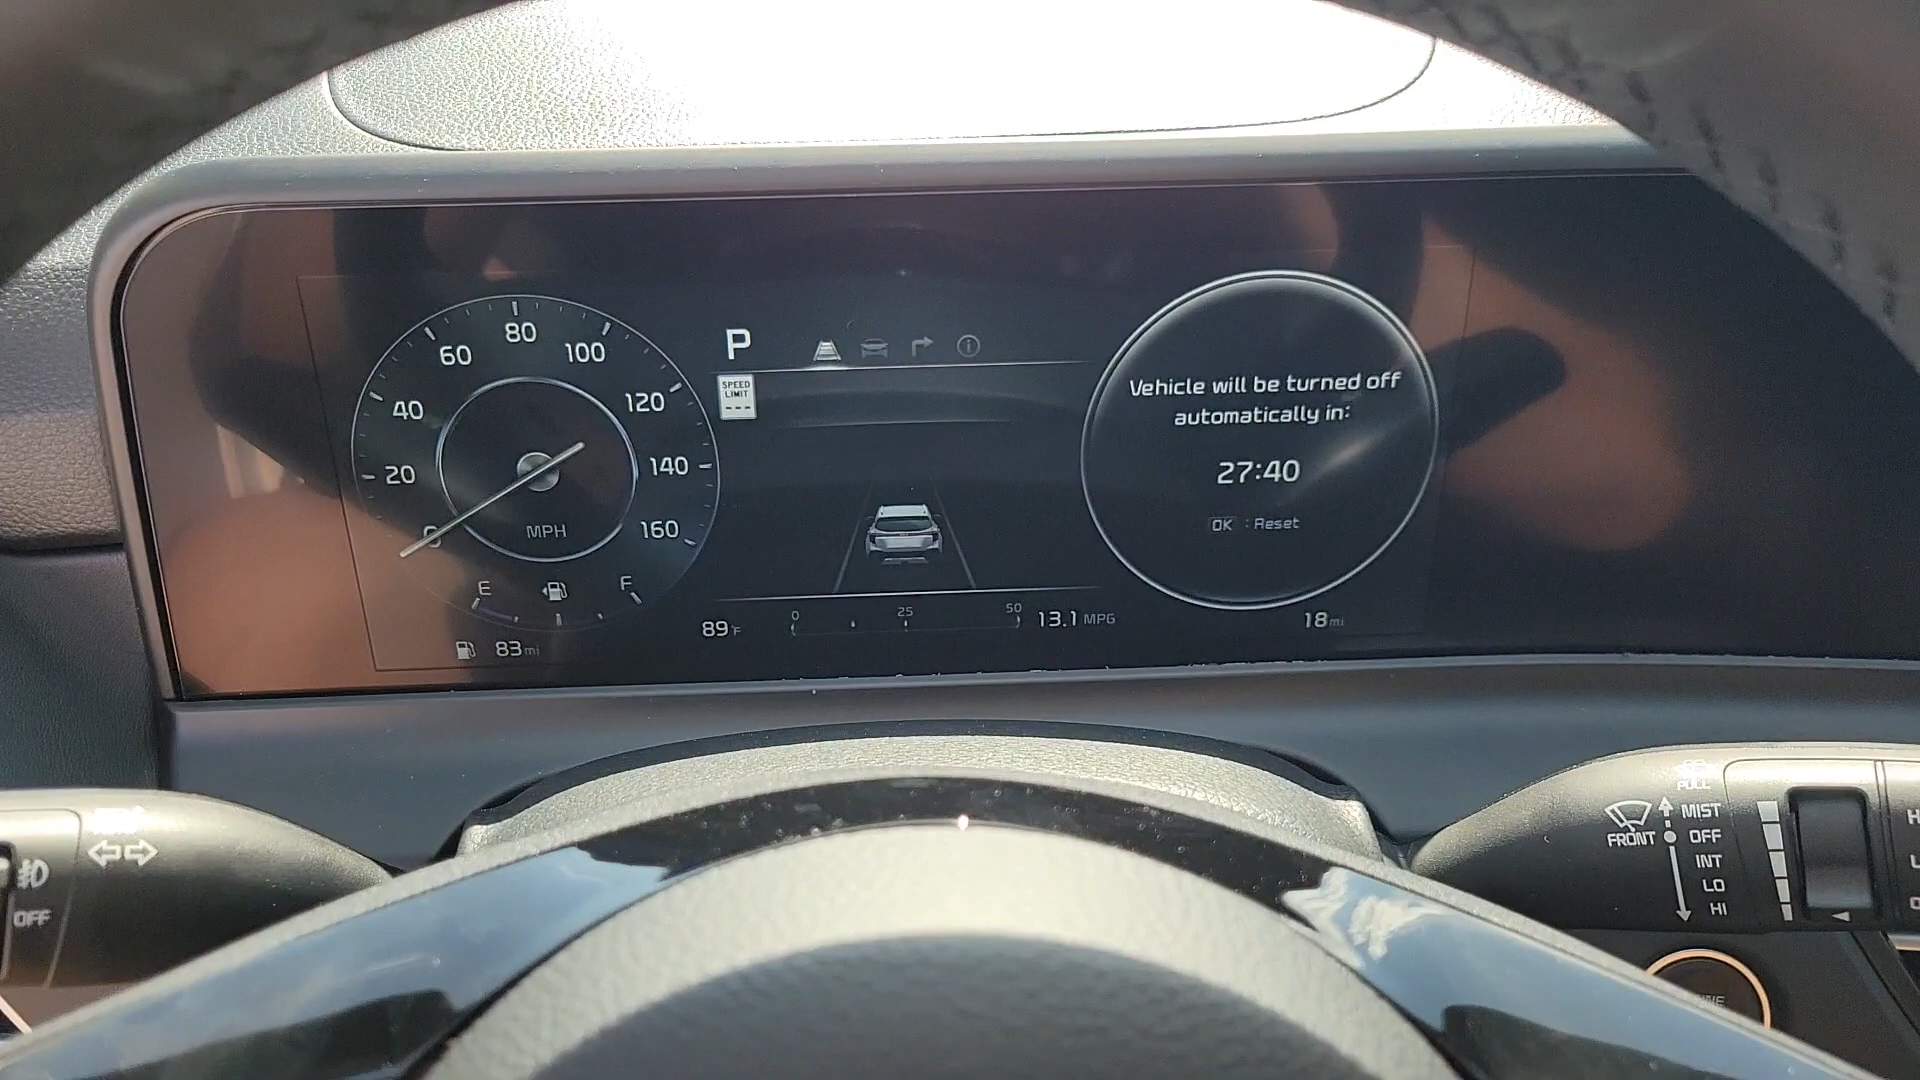 80
60
100
40
120
20
140
0
160
MPH
E
F
83 mi
P
SPEED
LIMIT
---
89°F
0
25
50
13.1 MPG
Vehicle will be turned off
automatically in:
27:40
OK : Reset
18 mi
OFF
PULL
MIST
FRONT
OFF
INT
LO
HI